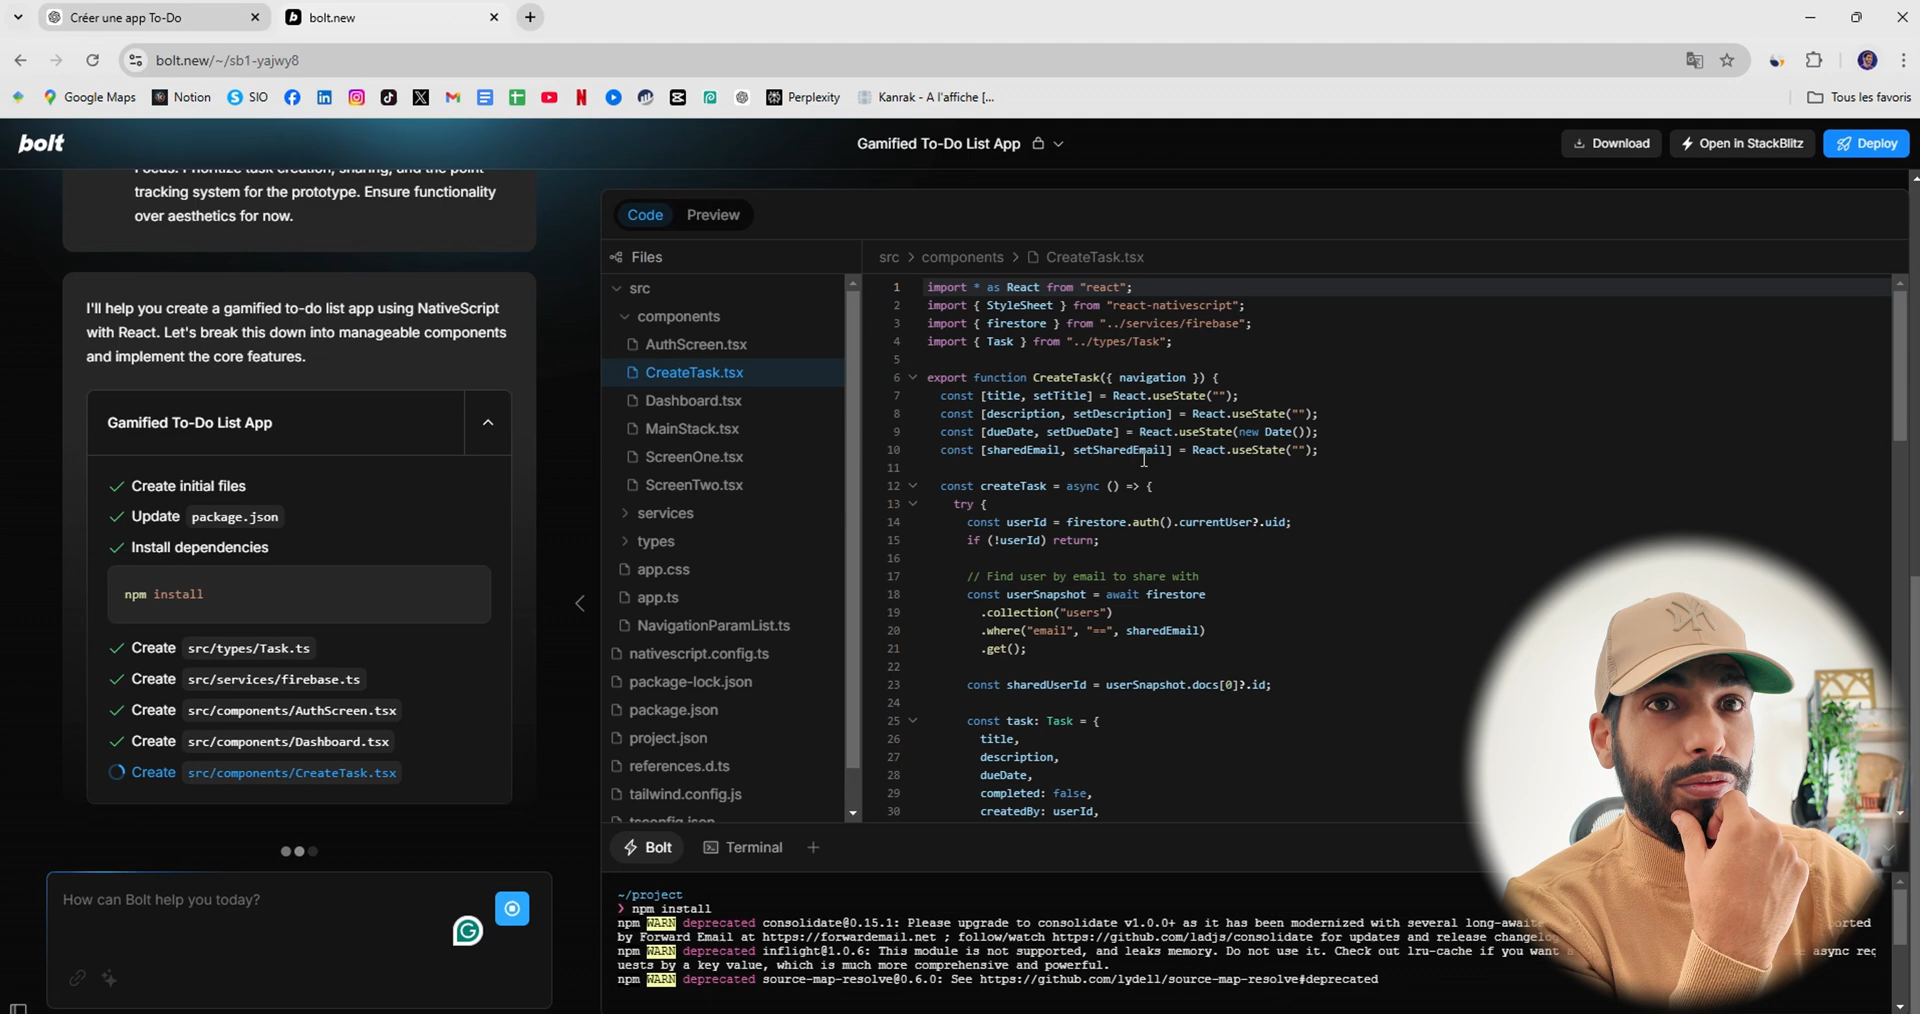 Créer une app To-Do
bolt.new
bolt.new/~/sb1-yajwy8
Google Maps
Notion
SIO
Perplexity
Kanrak - A l'affiche [...
Tous les favoris
bolt
Gamified To-Do List App
Download
Open in StackBlitz
Deploy
Focus: Prioritize task creation, sharing, and the point
tracking system for the prototype. Ensure functionality
over aesthetics for now.
I'll help you create a gamified to-do list app using NativeScript
with React. Let's break this down into manageable components
and implement the core features.
Gamified To-Do List App
Create initial files
Update package.json
Install dependencies
npm install
Create src/types/Task.ts
Create src/services/firebase.ts
Create src/components/AuthScreen.tsx
Create src/components/Dashboard.tsx
Create src/components/CreateTask.tsx
How can Bolt help you today?
Code Preview
Files
src
components
AuthScreen.tsx
CreateTask.tsx
Dashboard.tsx
MainStack.tsx
ScreenOne.tsx
ScreenTwo.tsx
services
types
app.css
app.ts
NavigationParamList.ts
nativescript.config.ts
package-lock.json
package.json
project.json
references.d.ts
tailwind.config.js
tsconfig.json
src > components > CreateTask.tsx
1 import * as React from "react";
2 import { StyleSheet } from "react-nativescript";
3 import { firestore } from "../services/firebase";
4 import { Task } from "../types/Task";
5
6 export function CreateTask({ navigation }) {
7 const [title, setTitle] = React.useState("");
8 const [description, setDescription] = React.useState("");
9 const [dueDate, setDueDate] = React.useState(new Date());
10 const [sharedEmail, setSharedEmail] = React.useState("");
11
12 const createTask = async () => {
13 try {
14 const userId = firestore.auth().currentUser?.uid;
15 if (!userId) return;
16
17 // Find user by email to share with
18 const userSnapshot = await firestore
19 .collection("users")
20 .where("email", "==", sharedEmail)
21 .get();
22
23 const sharedUserId = userSnapshot.docs[0]?.id;
24
25 const task: Task = {
26 title,
27 description,
28 dueDate,
29 completed: false,
30 createdBy: userId,
Bolt Terminal
~/project
❯ npm install
npm WARN deprecated consolidate@0.15.1: Please upgrade to consolidate v1.0.0+ as it has been modernized with several long-awaite ported
by Forward Email at https://forwardemail.net ; follow/watch https://github.com/ladjs/consolidate for updates and release changelog
npm WARN deprecated inflight@1.0.6: This module is not supported, and leaks memory. Do not use it. Check out lru-cache if you want a async req
uests by a key value, which is much more comprehensive and powerful.
npm WARN deprecated source-map-resolve@0.6.0: See https://github.com/lydell/source-map-resolve#deprecated